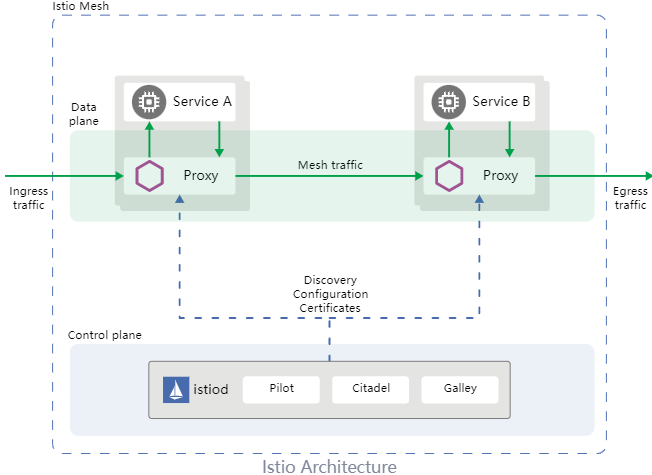 Istio Mesh
Data
plane
Service A
Service B
Proxy
Mesh traffic
Proxy
Ingress
traffic
Egress
traffic
Discovery
Configuration
Certificates
Control plane
istiod
Pilot
Citadel
Galley
Istio Architecture